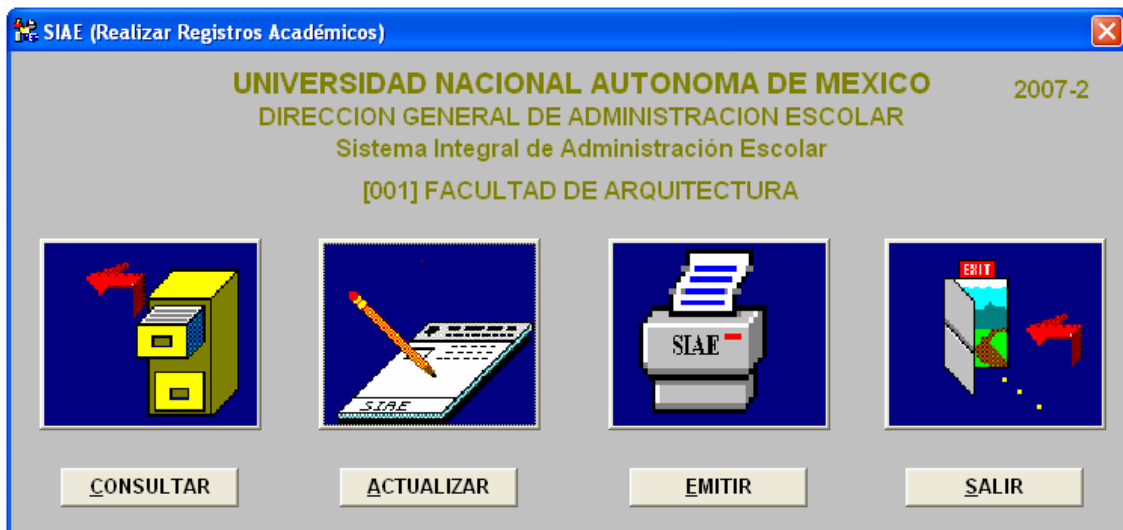 SIAE (Realizar Registros Académicos)
UNIVERSIDAD NACIONAL AUTONOMA DE MEXICO
2007-2
DIRECCION GENERAL DE ADMINISTRACION ESCOLAR
Sistema Integral de Administración Escolar
[001] FACULTAD DE ARQUITECTURA
EXIT
SIAE
SIAE
CONSULTAR
ACTUALIZAR
EMITIR
SALIR